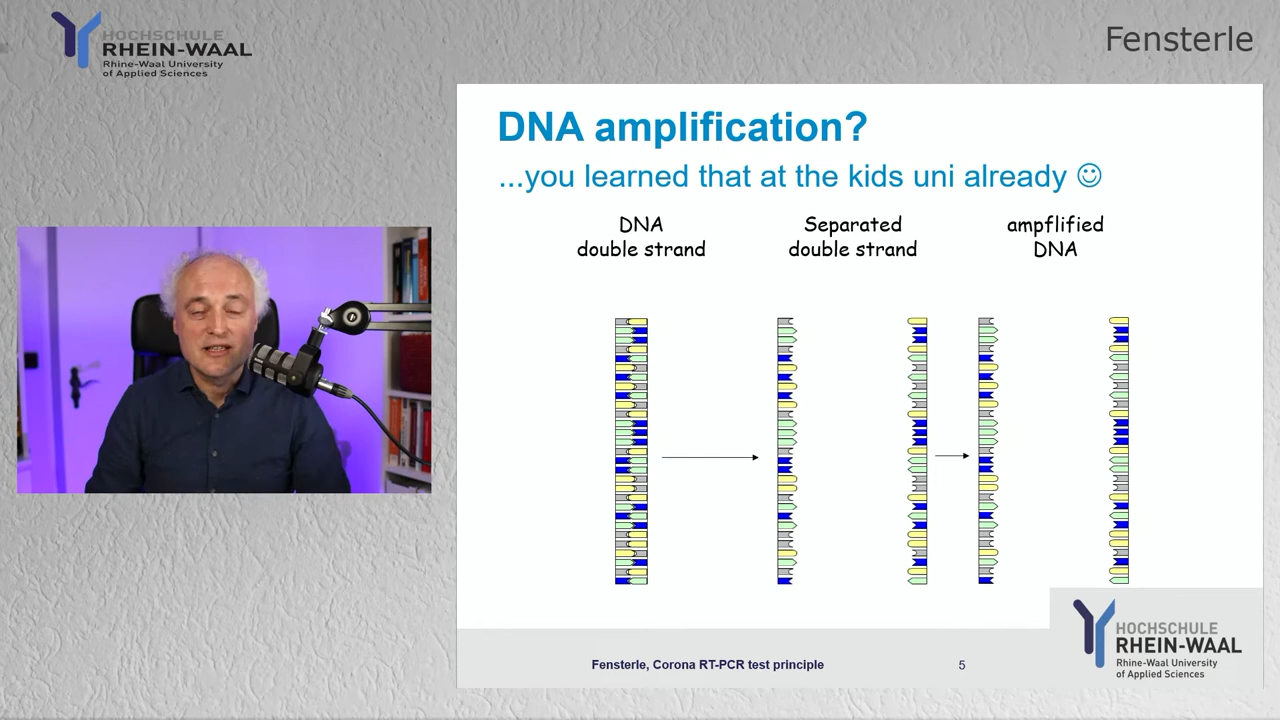 HOCHSCHULE
RHEIN-WAAL
Rhine-Waal University
of Applied Sciences
Fensterle
DNA amplification?
...you learned that at the kids uni already ☺
DNA
double strand
Separated
double strand
ampflified
DNA
Fensterle, Corona RT-PCR test principle
5
HOCHSCHULE
RHEIN-WAAL
Rhine-Waal University
of Applied Sciences